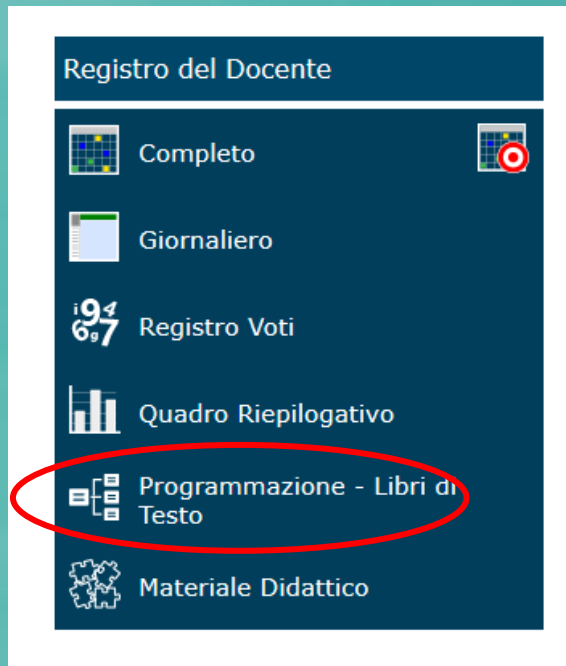 Registro del Docente
Completo
Giornaliero
Registro Voti
Quadro Riepilogativo
Programmazione - Libri di
Testo
Materiale Didattico